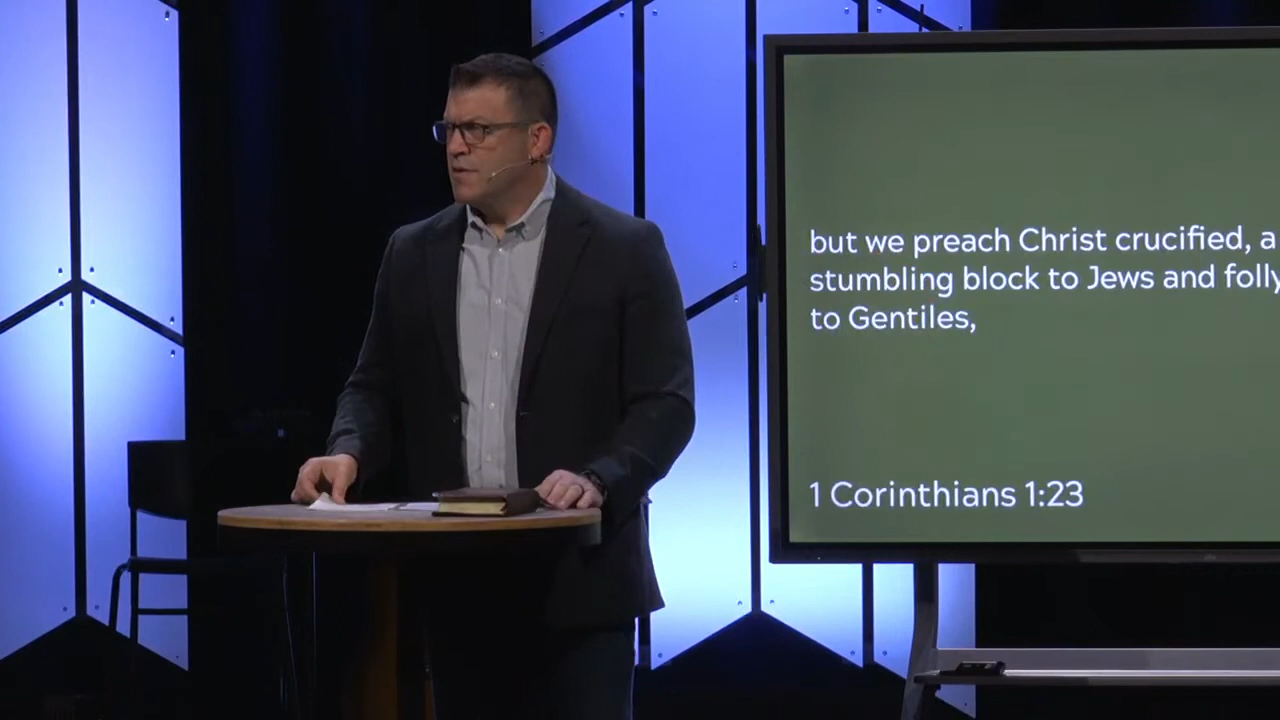 but we preach Christ crucified, a
stumbling block to Jews and folly
to Gentiles,
1 Corinthians 1:23